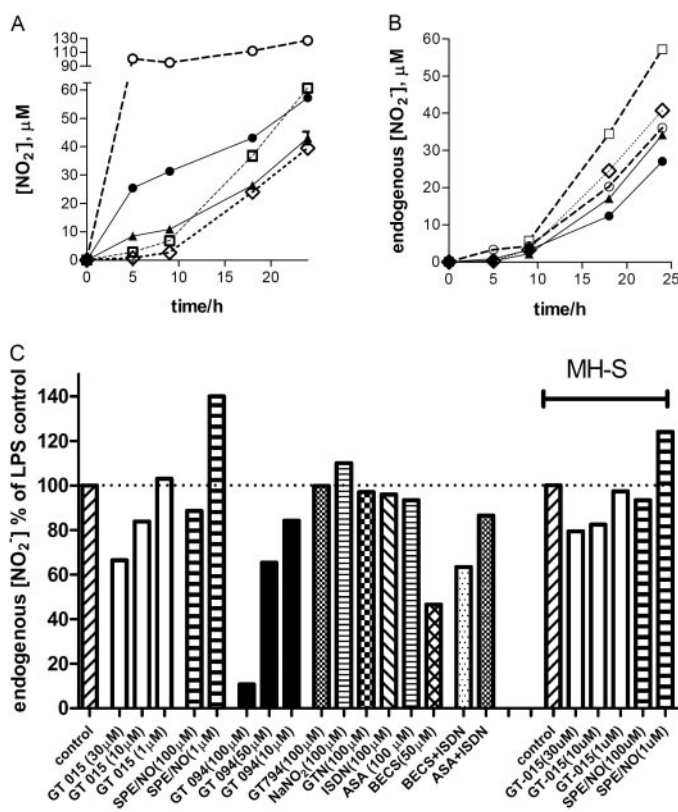 A
130
110
90
60
50
40
30
20
10
0
[NO2-], μM
0 5 10 15 20
time/h
B
60
50
40
30
20
10
0
endogenous [NO2-], μM
0 5 10 15 20 25
time/h
C
MH-S
140
120
100
80
60
40
20
0
endogenous [NO2-] % of LPS control
control
GT 015 (30μM)
GT 015 (10μM)
GT 015 (1μM)
SPE/NO(100μM)
SPE/NO(1μM)
GT 094(100μM)
GT 094(50μM)
GT 094(10μM)
GT794(100μM)
NaNO2(100μM)
GTN(100μM)
ISDN(100μM)
ASA (100 μM)
BECS(50μM)
BECS+ISDN
ASA+ISDN
control
GT-015(30μM)
GT-015(10μM)
GT-015(1uM)
SPE/NO(100μM)
SPE/NO(1uM)